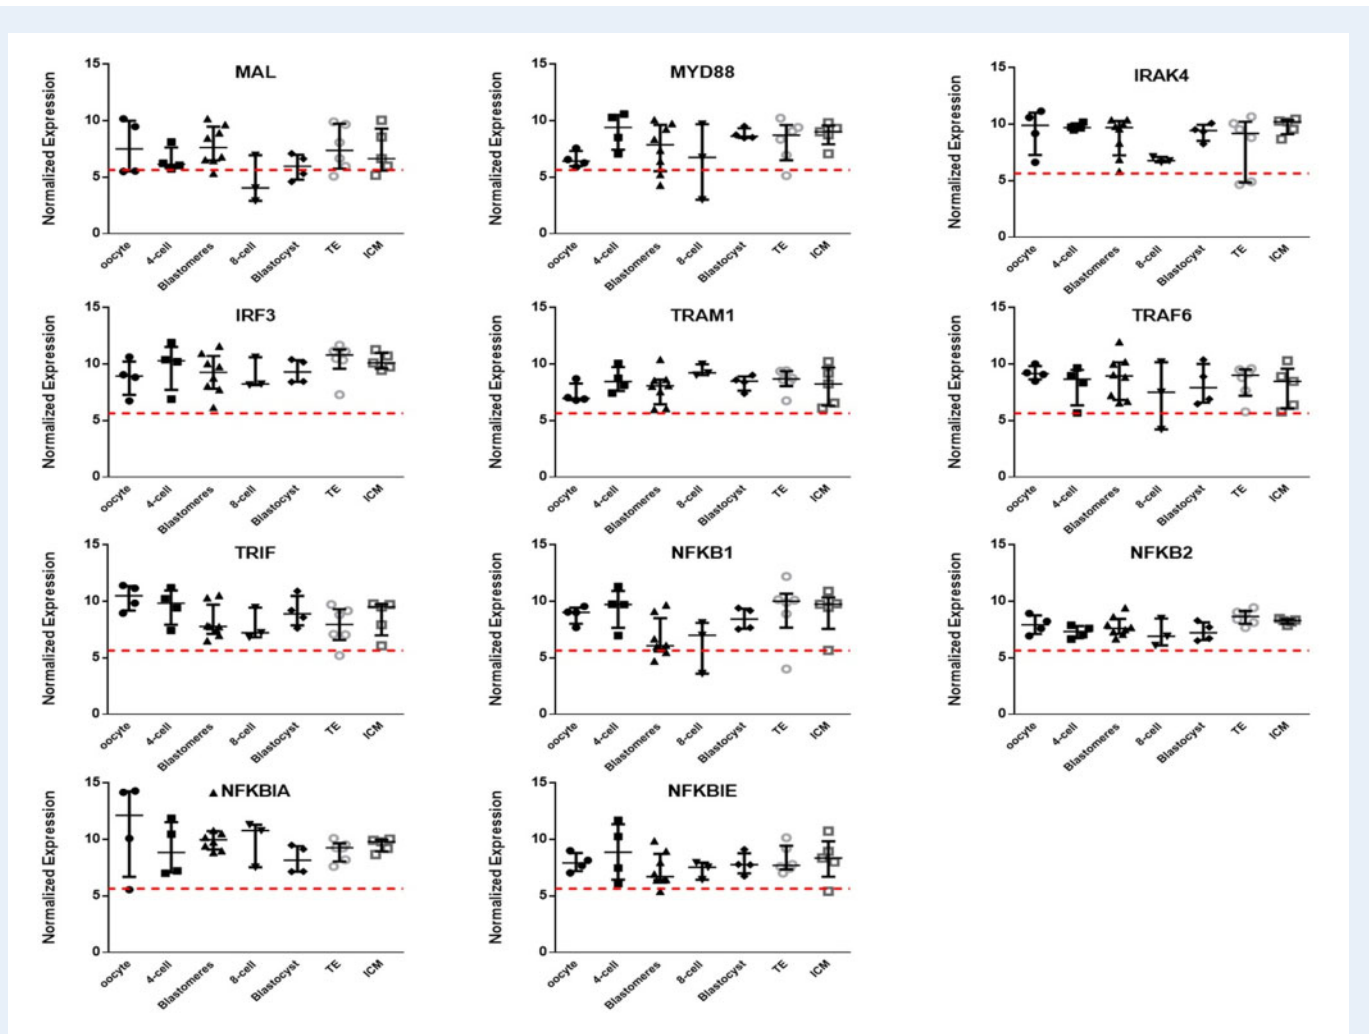 MAL
Normalized Expression
15
10
5
0
oocyte
4-cell
Blastomeres
8-cell
Blastocyst
TE
ICM
MYD88
Normalized Expression
15
10
5
0
oocyte
4-cell
Blastomeres
8-cell
Blastocyst
TE
ICM
IRAK4
Normalized Expression
15
10
5
0
oocyte
4-cell
Blastomeres
8-cell
Blastocyst
TE
ICM
IRF3
Normalized Expression
15
10
5
0
oocyte
4-cell
Blastomeres
8-cell
Blastocyst
TE
ICM
TRAM1
Normalized Expression
15
10
5
0
oocyte
4-cell
Blastomeres
8-cell
Blastocyst
TE
ICM
TRAF6
Normalized Expression
15
10
5
0
oocyte
4-cell
Blastomeres
8-cell
Blastocyst
TE
ICM
TRIF
Normalized Expression
15
10
5
0
oocyte
4-cell
Blastomeres
8-cell
Blastocyst
TE
ICM
NFKB1
Normalized Expression
15
10
5
0
oocyte
4-cell
Blastomeres
8-cell
Blastocyst
TE
ICM
NFKB2
Normalized Expression
15
10
5
0
oocyte
4-cell
Blastomeres
8-cell
Blastocyst
TE
ICM
NFKBIA
Normalized Expression
15
10
5
0
oocyte
4-cell
Blastomeres
8-cell
Blastocyst
TE
ICM
NFKBIE
Normalized Expression
15
10
5
0
oocyte
4-cell
Blastomeres
8-cell
Blastocyst
TE
ICM